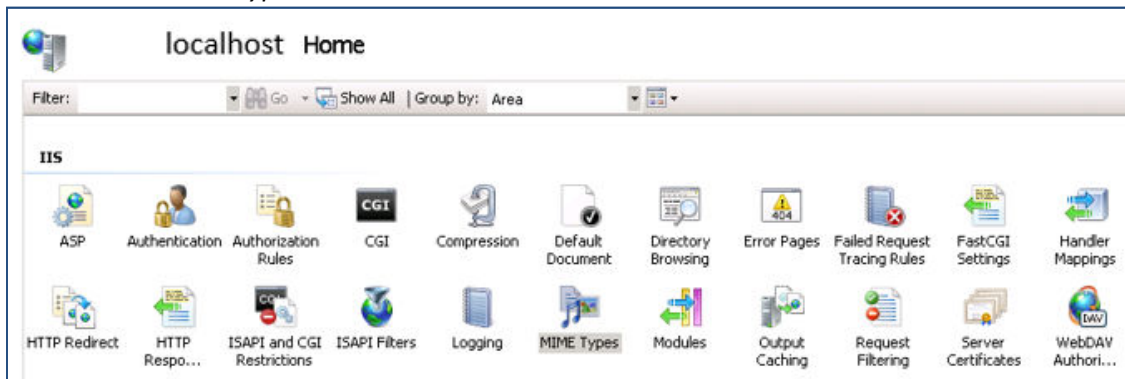 localhost Home
Filter: Go Show All | Group by: Area
IIS
ASP Authentication Authorization Rules CGI Compression Default Document Directory Browsing Error Pages Failed Request Tracing Rules FastCGI Settings Handler Mappings
HTTP Redirect HTTP Respo... ISAPI and CGI Restrictions ISAPI Filters Logging MIME Types Modules Output Caching Request Filtering Server Certificates WebDAV Authori...